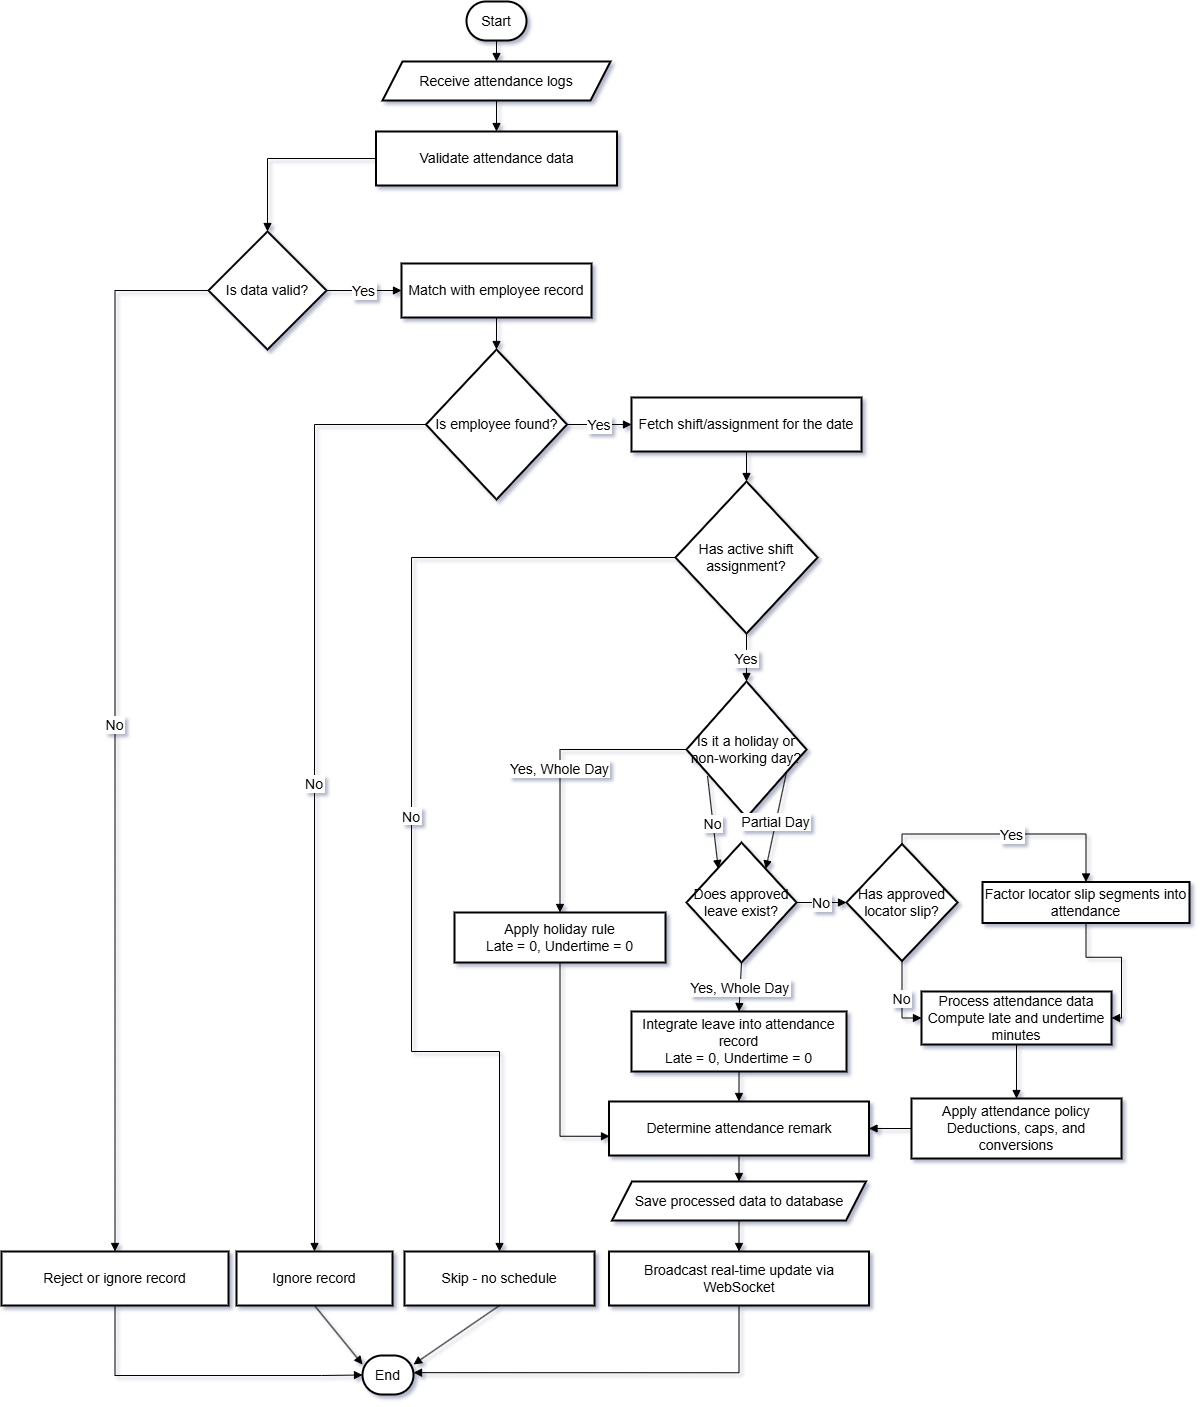 Start
Receive attendance logs
Validate attendance data
Is data valid?
Yes
Match with employee record
Is employee found?
Yes
Fetch shift/assignment for the date
Has active shift
assignment?
Yes
No
Is it a holiday or
non-working day?
Yes, Whole Day
No
No
No
Partial Day
Yes
Does approved
leave exist?
No
Has approved
locator slip?
Factor locator slip segments into
attendance
Apply holiday rule
Late = 0, Undertime = 0
Yes, Whole Day
No
Process attendance data
Compute late and undertime
minutes
Integrate leave into attendance
record
Late = 0, Undertime = 0
Determine attendance remark
Apply attendance policy
Deductions, caps, and
conversions
Save processed data to database
Reject or ignore record
Ignore record
Skip - no schedule
Broadcast real-time update via
WebSocket
End